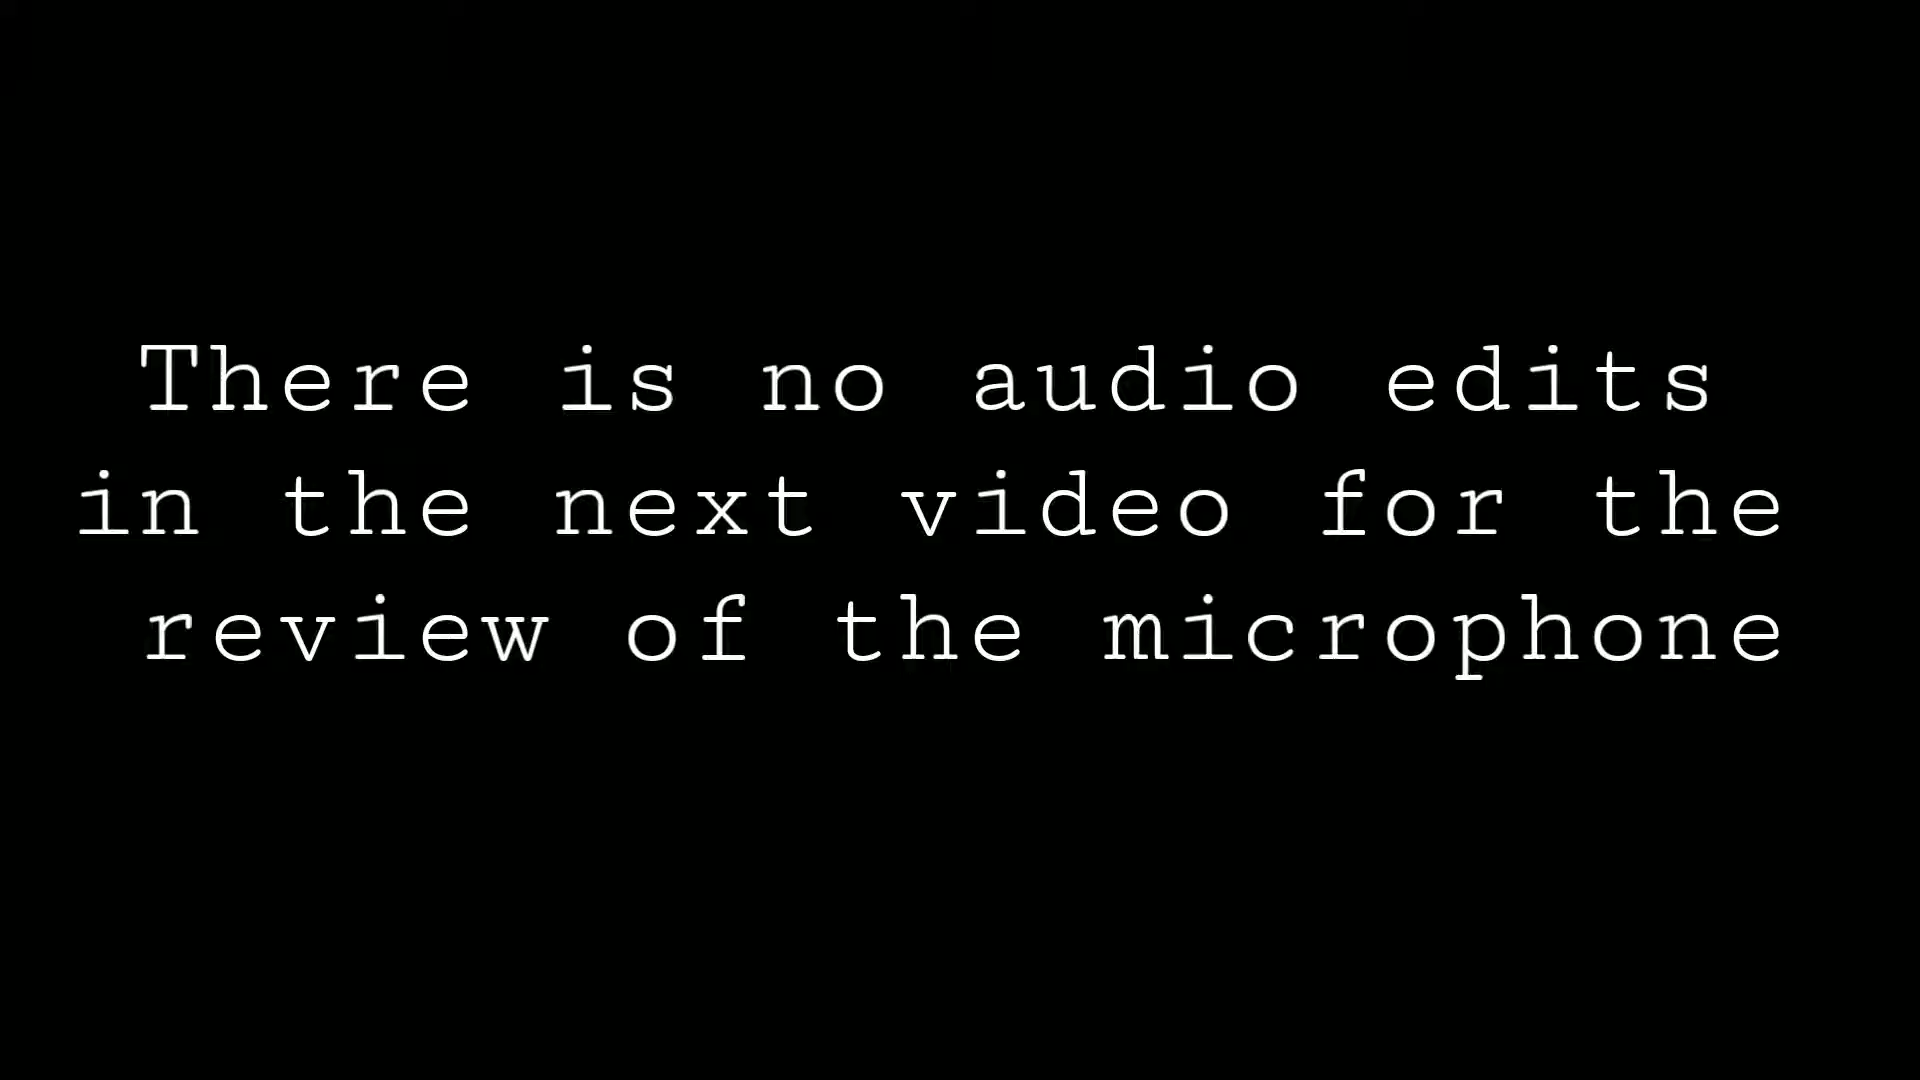 There is no audio edits
in the next video for the
review of the microphone